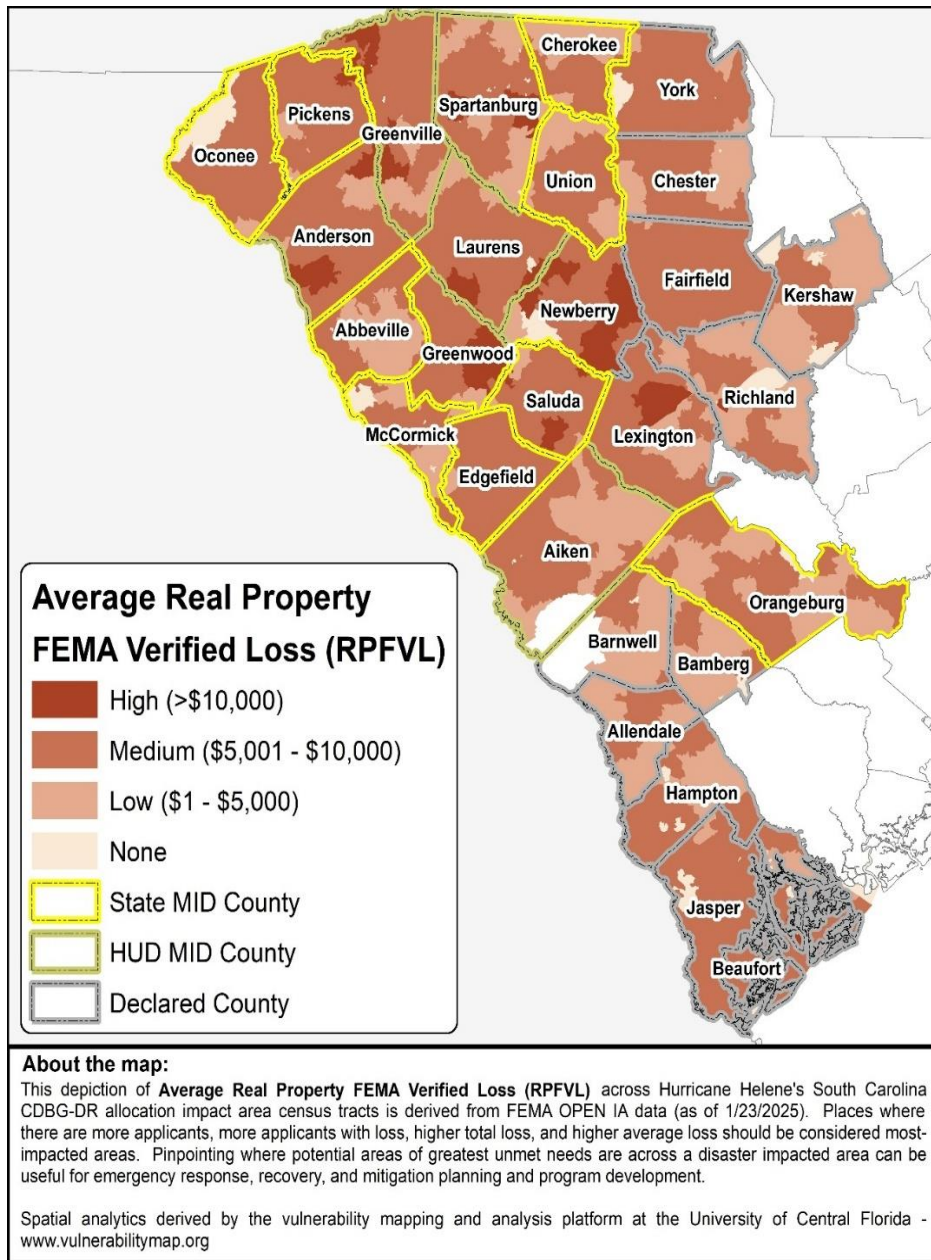 Cherokee
York
Pickens
Spartanburg
Greenville
Oconee
Union
Chester
Anderson
Laurens
Fairfield
Kershaw
Newberry
Abbeville
Greenwood
Saluda
Richland
McCormick
Lexington
Edgefield
Aiken
Orangeburg
Barnwell
Bamberg
Allendale
Hampton
Jasper
Beaufort
Average Real Property
FEMA Verified Loss (RPFVL)
High (>$10,000)
Medium ($5,001 - $10,000)
Low ($1 - $5,000)
None
State MID County
HUD MID County
Declared County
About the map:
This depiction of Average Real Property FEMA Verified Loss (RPFVL) across Hurricane Helene's South Carolina
CDBG-DR allocation impact area census tracts is derived from FEMA OPEN IA data (as of 1/23/2025). Places where
there are more applicants, more applicants with loss, higher total loss, and higher average loss should be considered most-
impacted areas. Pinpointing where potential areas of greatest unmet needs are across a disaster impacted area can be
useful for emergency response, recovery, and mitigation planning and program development.
Spatial analytics derived by the vulnerability mapping and analysis platform at the University of Central Florida -
www.vulnerabilitymap.org